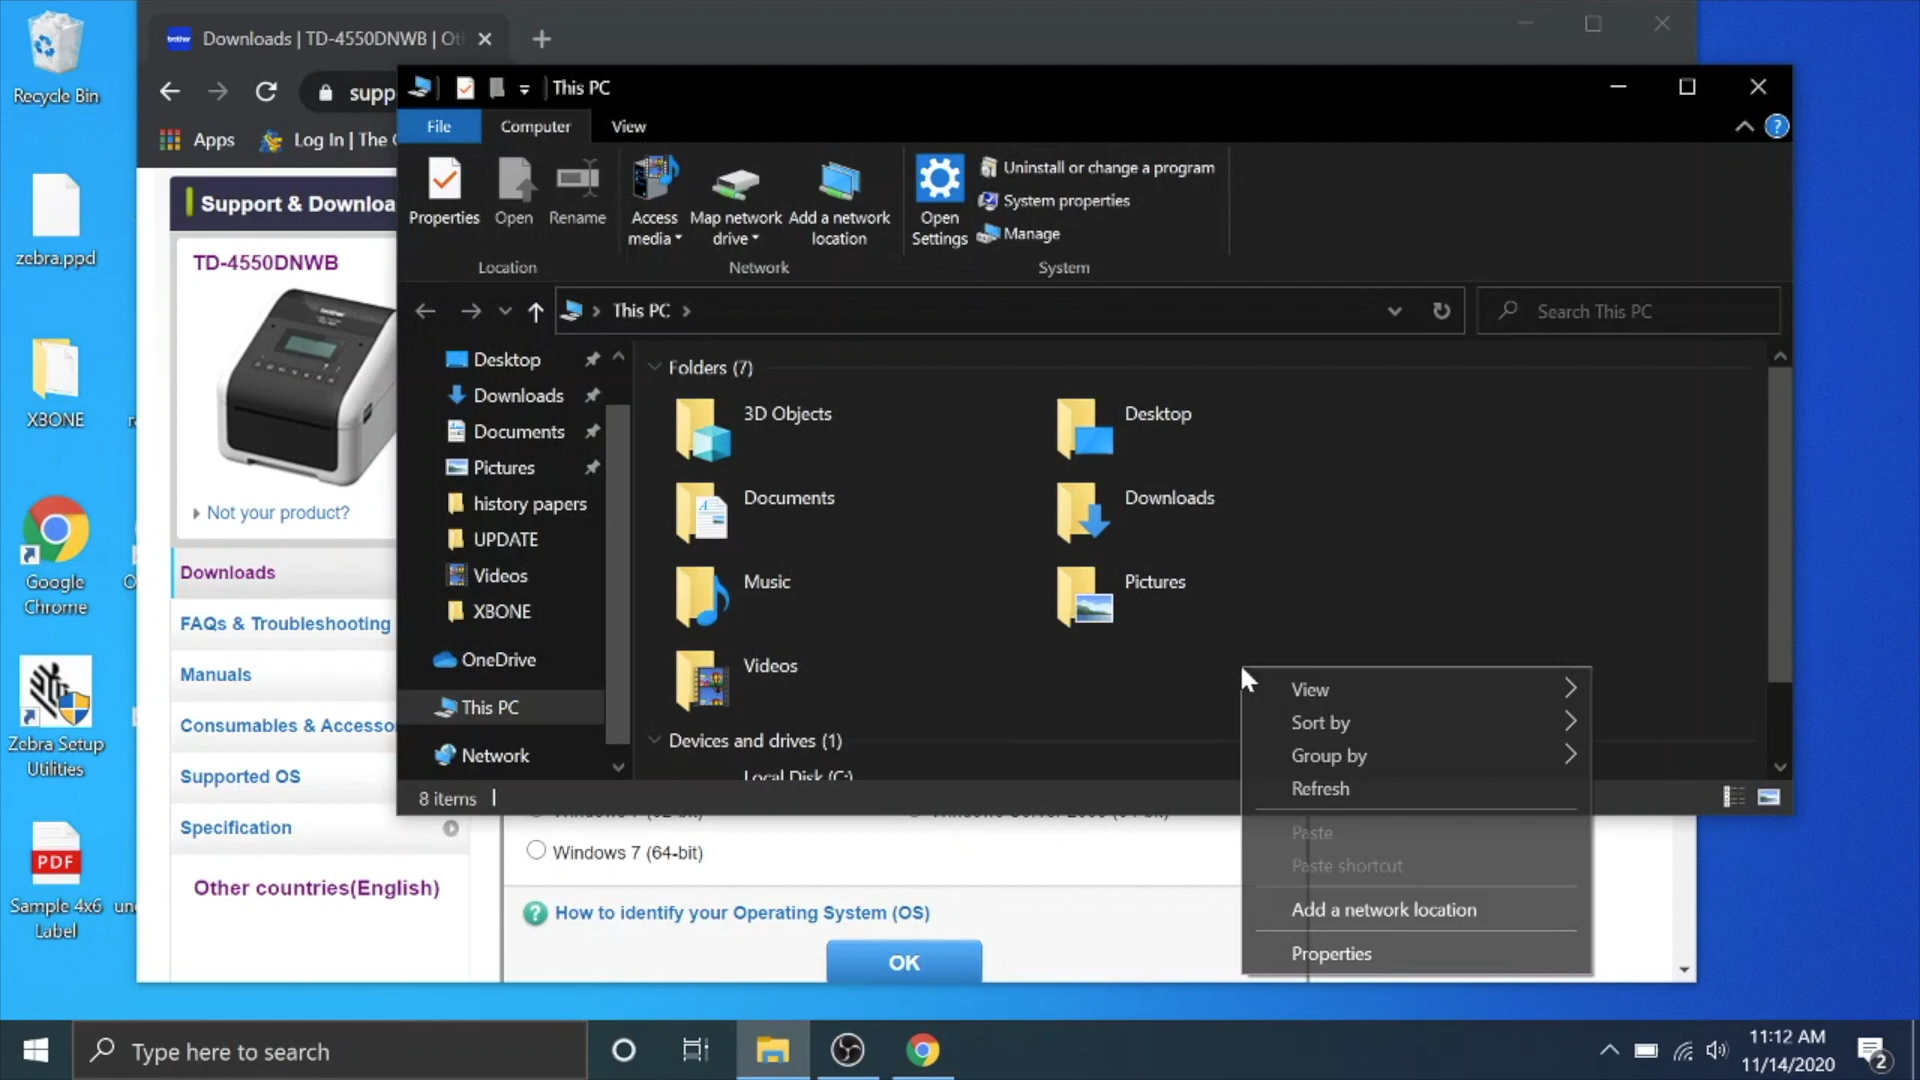 Recycle Bin
zebra.ppd
XBONE
Google
Chrome
Zebra Setup
Utilities
PDF
Sample 4x6
Label
brother
Downloads | TD-4550DNWB | Ot
supp
Apps
Log In | The
Support & Downloa
TD-4550DNWB
Not your product?
Downloads
FAQs & Troubleshooting
Manuals
Consumables & Accesso
Supported OS
Specification
Other countries(English)
This PC
File
Computer
View
Properties
Open
Rename
Access
media
Map network
drive
Add a network
location
Open
Settings
Uninstall or change a program
System properties
Manage
Location
Network
System
This PC
Search This PC
Desktop
Downloads
Documents
Pictures
history papers
UPDATE
Videos
XBONE
OneDrive
This PC
Network
Folders (7)
3D Objects
Desktop
Documents
Downloads
Music
Pictures
Videos
Devices and drives (1)
Local Disk (C:)
8 items
View
Sort by
Group by
Refresh
Paste
Paste shortcut
Add a network location
Properties
Windows 7 (64-bit)
How to identify your Operating System (OS)
OK
Type here to search
11:12 AM
11/14/2020
2